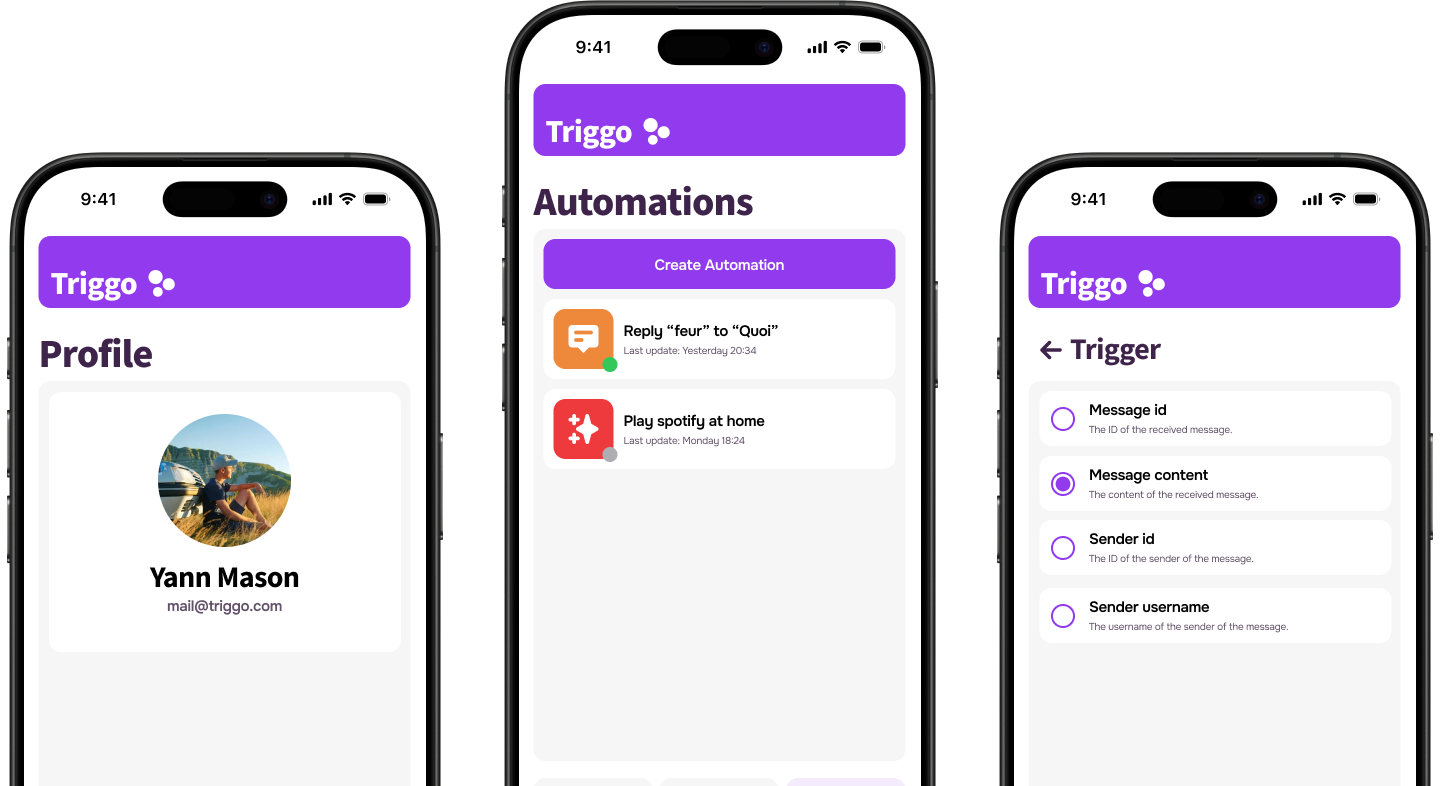 9:41
Triggo
Profile
Yann Mason
mail@triggo.com
9:41
Triggo
Automations
Create Automation
Reply “feur” to “Quoi”
Last update: Yesterday 20:34
Play spotify at home
Last update: Monday 18:24
9:41
Triggo
Trigger
Message id
The ID of the received message.
Message content
The content of the received message.
Sender id
The ID of the sender of the message.
Sender username
The username of the sender of the message.